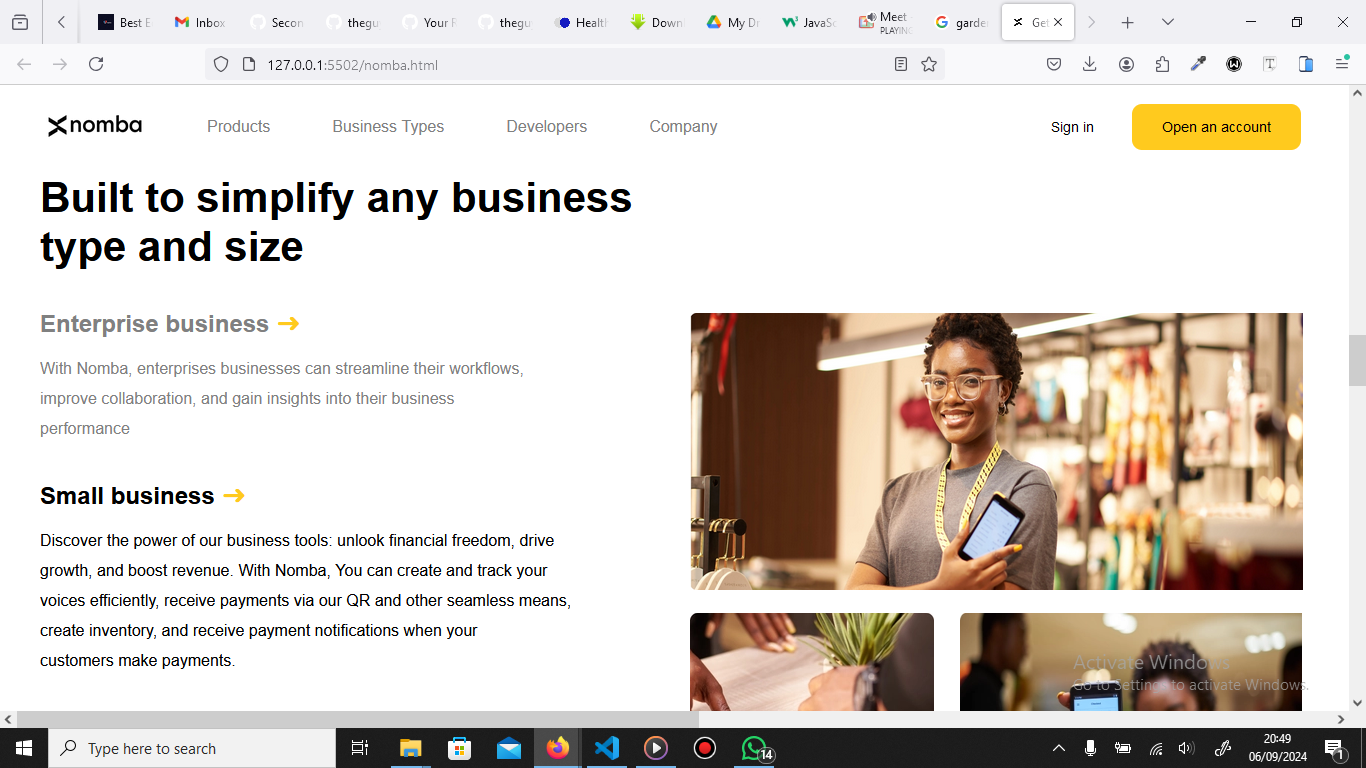 Best E
Inbox
Secon
thegu
Your R
thegu
Healt
Down
My Dr
JavaSc
Meet
PLAYING
garde
Get
127.0.0.1:5502/nomba.html
nomba
Products
Business Types
Developers
Company
Sign in
Open an account
Built to simplify any business
type and size
Enterprise business ➜
With Nomba, enterprises businesses can streamline their workflows,
improve collaboration, and gain insights into their business
performance
Small business ➜
Discover the power of our business tools: unlook financial freedom, drive
growth, and boost revenue. With Nomba, You can create and track your
voices efficiently, receive payments via our QR and other seamless means,
create inventory, and receive payment notifications when your
customers make payments.
Activate Windows
Go to Settings to activate Windows.
Type here to search
14
20:49
06/09/2024
1